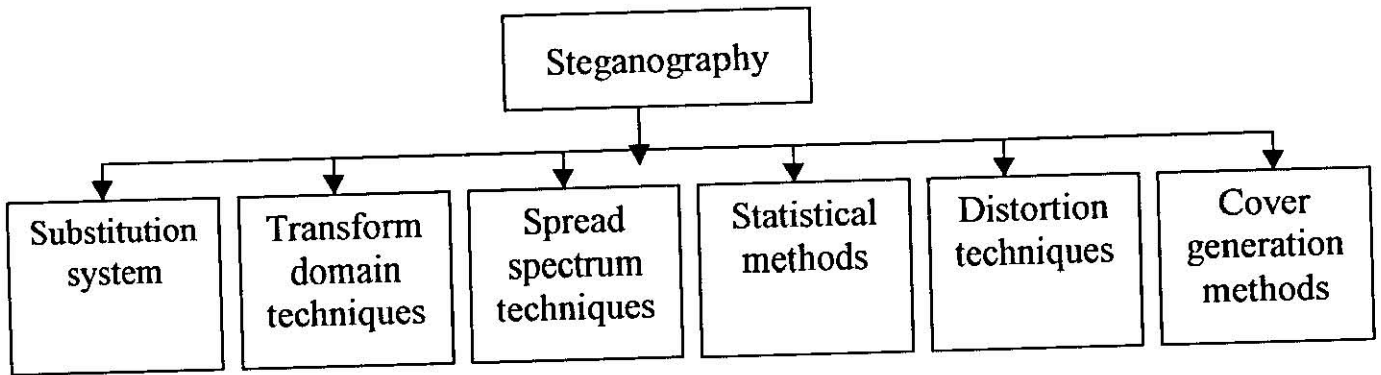 Steganography
Substitution
system
Transform
domain
techniques
Spread
spectrum
techniques
Statistical
methods
Distortion
techniques
Cover
generation
methods